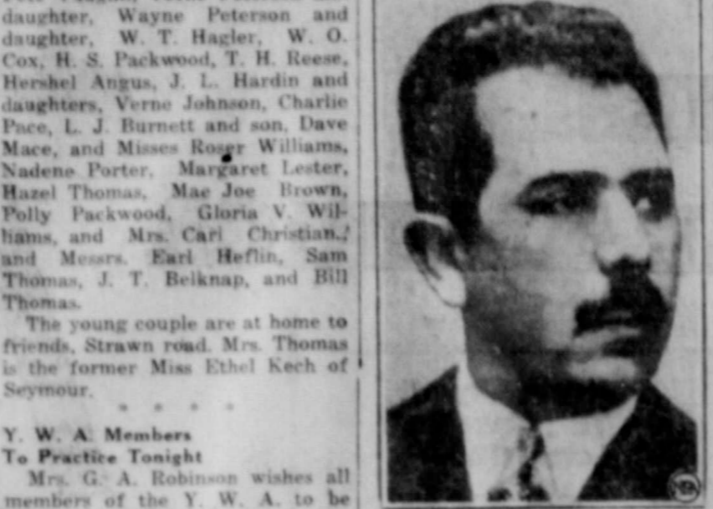 daughter, Wayne Peterson and
daughter, W. T. Hagler, W. O.
Cox, H. S. Packwood, T. H. Reese,
Hershel Angus, J. L. Hardin and
daughters, Verne Johnson, Charlie
Pace, L. J. Burnett and son, Dave
Mace, and Misses Roser Williams,
Nadene Porter, Margaret Lester,
Hazel Thomas, Mae Joe Brown,
Polly Packwood, Gloria V. Wil-
liams, and Mrs. Carl Christian,
and Messrs. Earl Heflin, Sam
Thomas, J. T. Belknap, and Bill
Thomas.
The young couple are at home to
friends, Strawn road. Mrs. Thomas
is the former Miss Ethel Kech of
Seymour.
* * * *
Y. W. A. Members
To Practice Tonight
Mrs. G. A. Robinson wishes all
members of the Y. W. A. to be